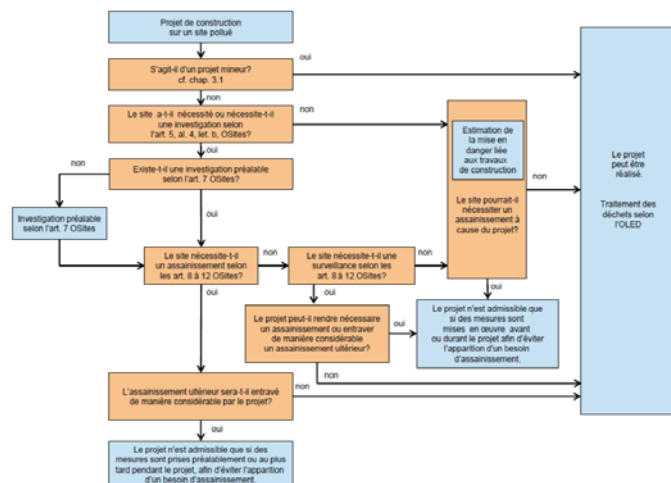 Projet de construction
sur un site pollué
oui
S'agit-il d'un projet mineur?
cf. chap. 3.1
non
Le site a-t-il nécessité ou nécessite-t-il
une investigation selon
l'art. 5, al. 4, let. b, OSites?
non
oui
Existe-t-il une investigation préalable
selon l'art. 7 OSites?
non
oui
Investigation préalable
selon l'art. 7 OSites
Estimation de
la mise en
danger liée
aux travaux
de construction
Le site pourrait-il
nécessiter un
assainissement à
cause du projet?
non
oui
Le projet
peut être
réalisé.
Traitement des
déchets selon
l'OLED
Le site nécessite-t-il
un assainissement selon
les art. 8 à 12 OSites?
non
oui
Le site nécessite-t-il une
surveillance selon les
art. 8 à 12 OSites?
non
oui
Le projet peut-il rendre nécessaire
un assainissement ou entraver
de manière considérable
un assainissement ultérieur?
oui
non
Le projet n'est admissible que
si des mesures sont
mises en œuvre avant
ou durant le projet afin d'éviter
l'apparition d'un besoin
d'assainissement.
L'assainissement ultérieur sera-t-il entravé
de manière considérable par le projet?
non
oui
Le projet n'est admissible que si des
mesures sont prises préalablement ou au plus
tard pendant le projet, afin d'éviter l'apparition
d'un besoin d'assainissement.